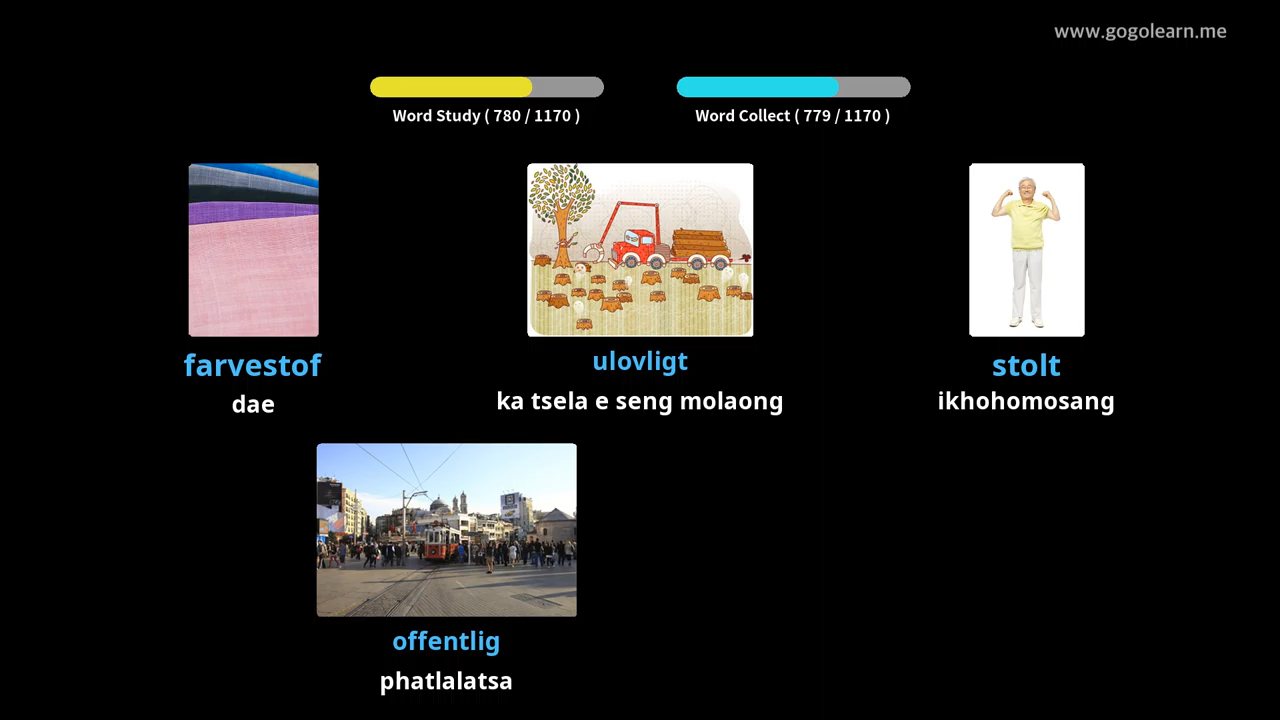 www.gogolearn.me
Word Study ( 780 / 1170 )
Word Collect ( 779 / 1170 )
farvestof
dae
ulovligt
ka tsela e seng molaong
stolt
ikhohomosang
offentlig
phatlalatsa